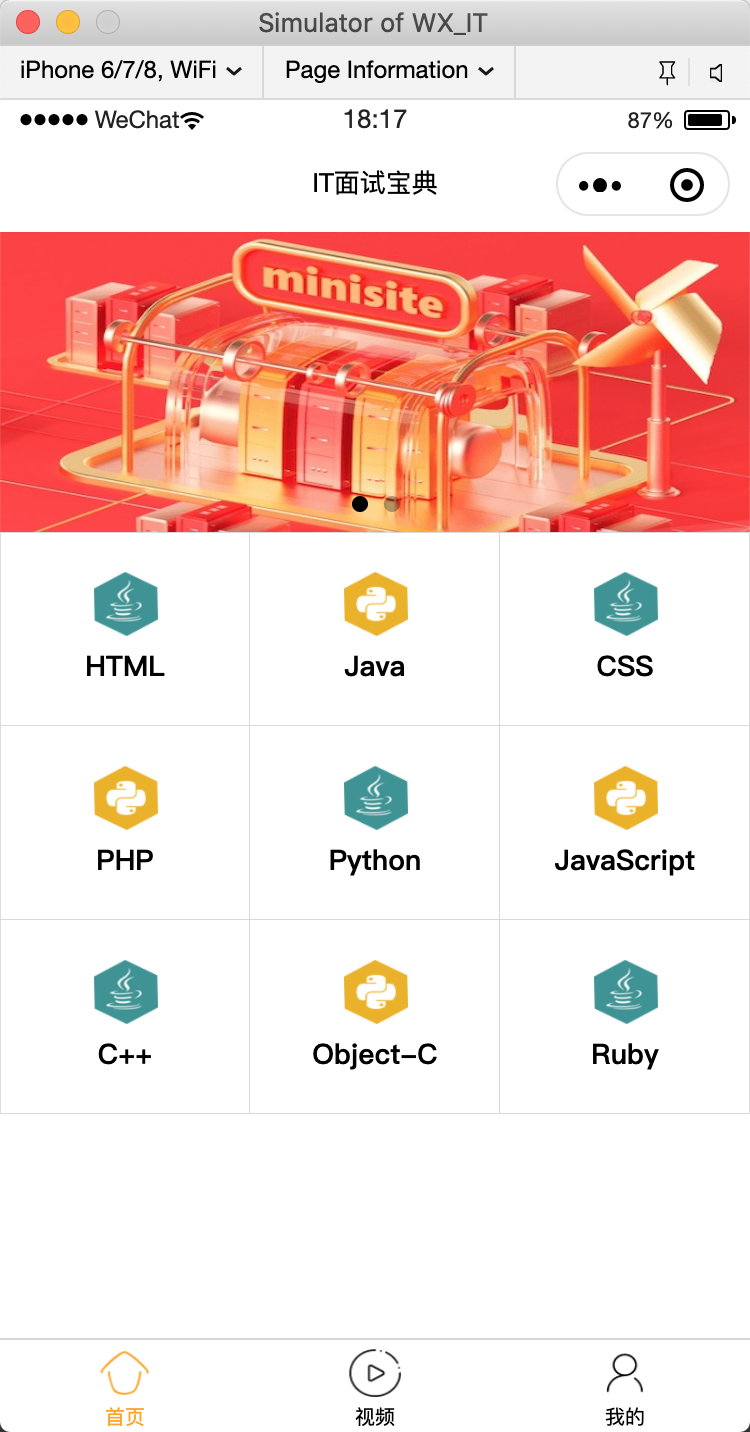 Simulator of WX_IT
iPhone 6/7/8, WiFi Page Information
WeChat 18:17 87%
IT面试宝典
minisite
HTML Java CSS
PHP Python JavaScript
C++ Object-C Ruby
首页 视频 我的